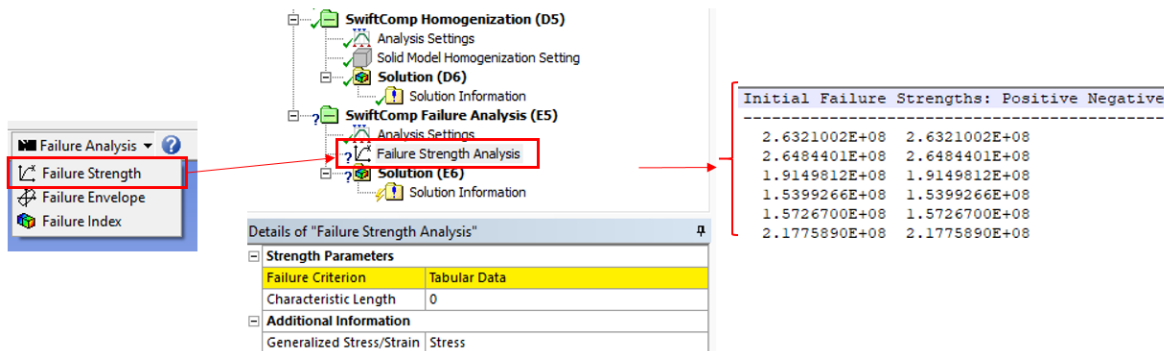 Failure Analysis
Failure Strength
Failure Envelope
Failure Index
SwiftComp Homogenization (D5)
Analysis Settings
Solid Model Homogenization Setting
Solution (D6)
Solution Information
SwiftComp Failure Analysis (E5)
Analysis Settings
Failure Strength Analysis
Solution (E6)
Solution Information
Details of "Failure Strength Analysis"
Strength Parameters
Failure Criterion Tabular Data
Characteristic Length 0
Additional Information
Generalized Stress/Strain Stress
Initial Failure Strengths: Positive Negative
--------------------------------------------
2.6321002E+08 2.6321002E+08
2.6484401E+08 2.6484401E+08
1.9149812E+08 1.9149812E+08
1.5399266E+08 1.5399266E+08
1.5726700E+08 1.5726700E+08
2.1775890E+08 2.1775890E+08